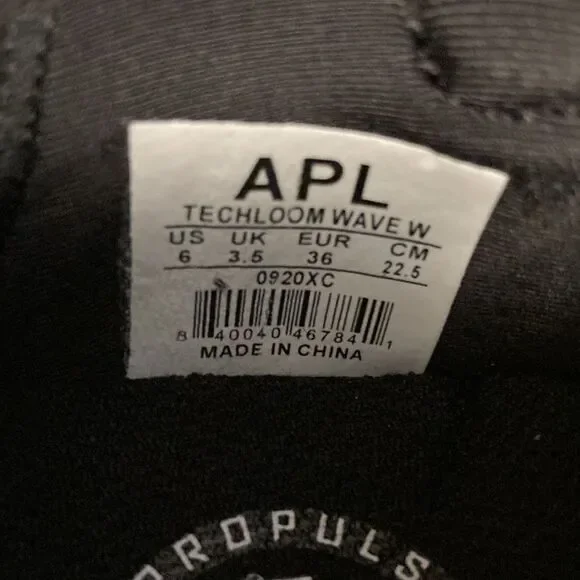 APL
TECHLOOM WAVE W
US UK EUR CM
6 3.5 36 22.5
0920XC
8 40040 46784 1
MADE IN CHINA
PROPULS